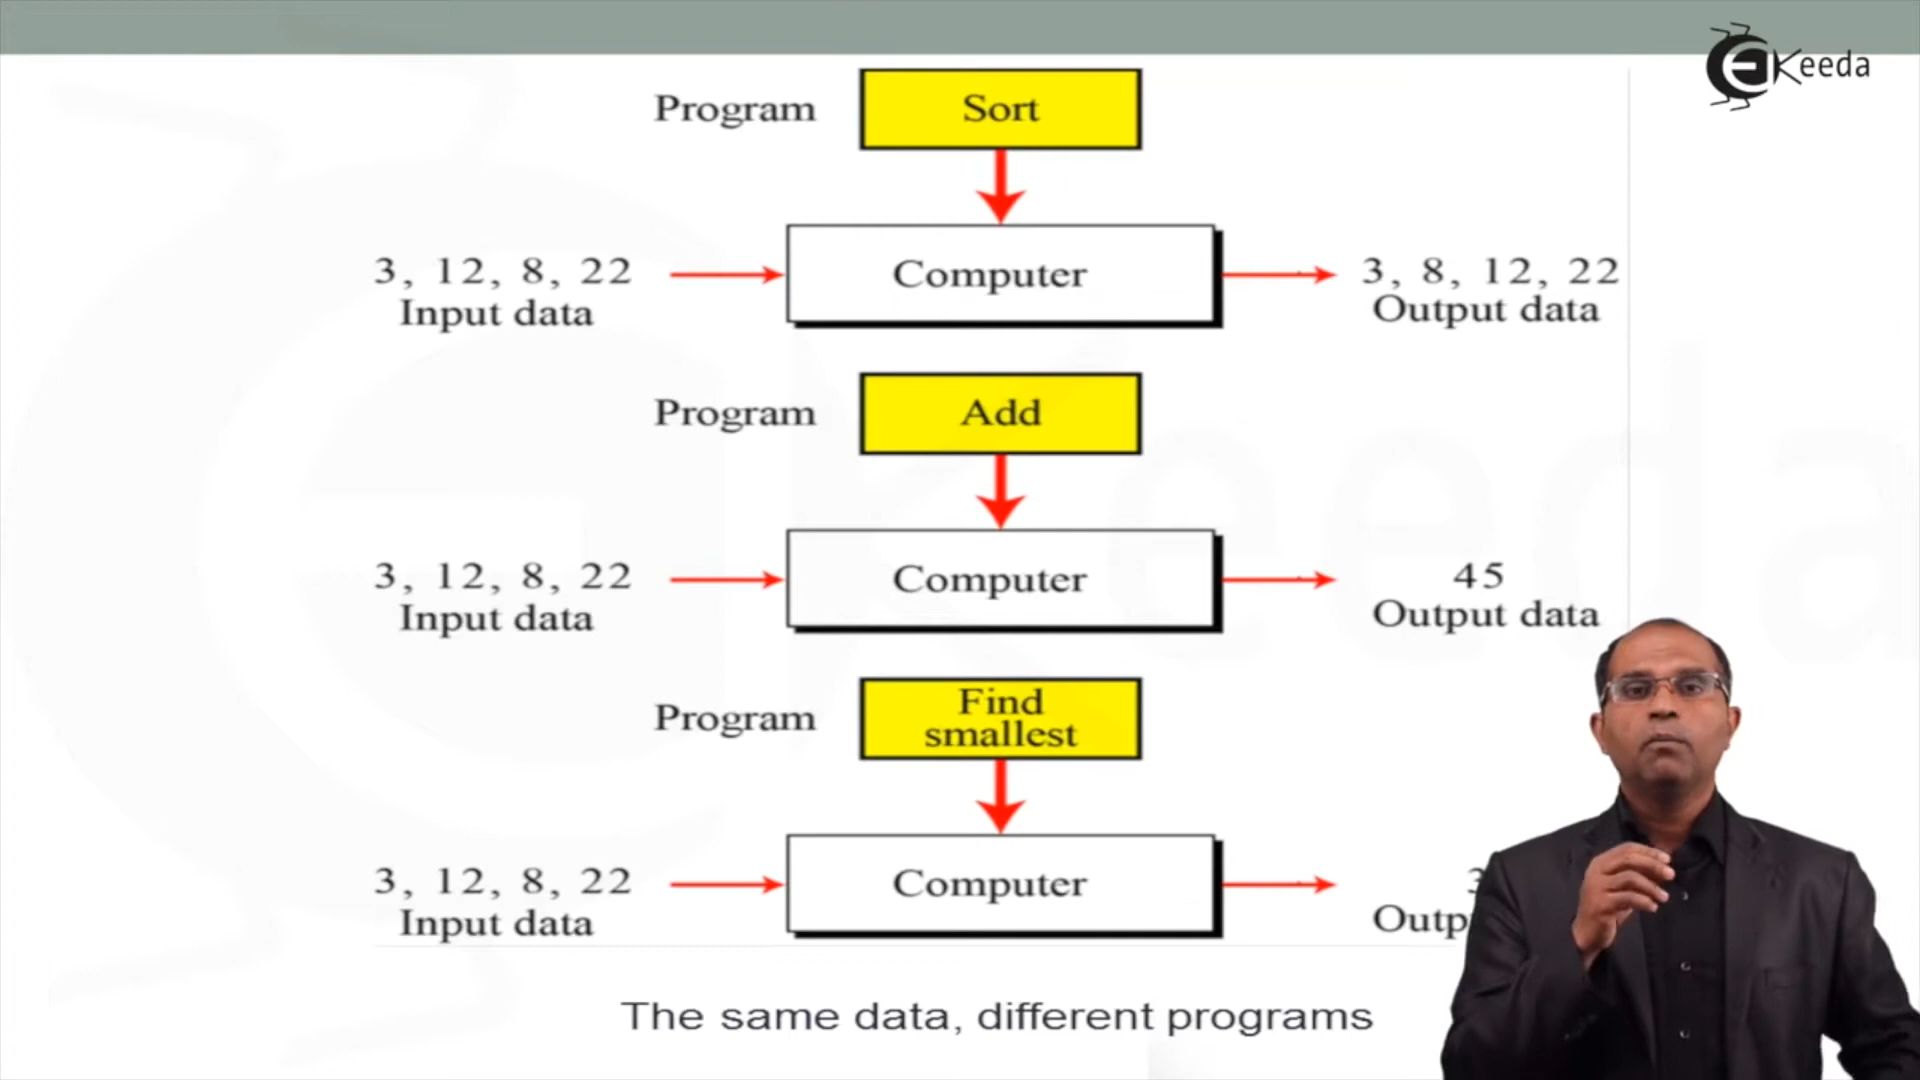 Keeda
Program
Sort
3, 12, 8, 22
Input data
Computer
3, 8, 12, 22
Output data
Program
Add
3, 12, 8, 22
Input data
Computer
45
Output data
Program
Find
smallest
3, 12, 8, 22
Input data
Computer
The same data, different programs